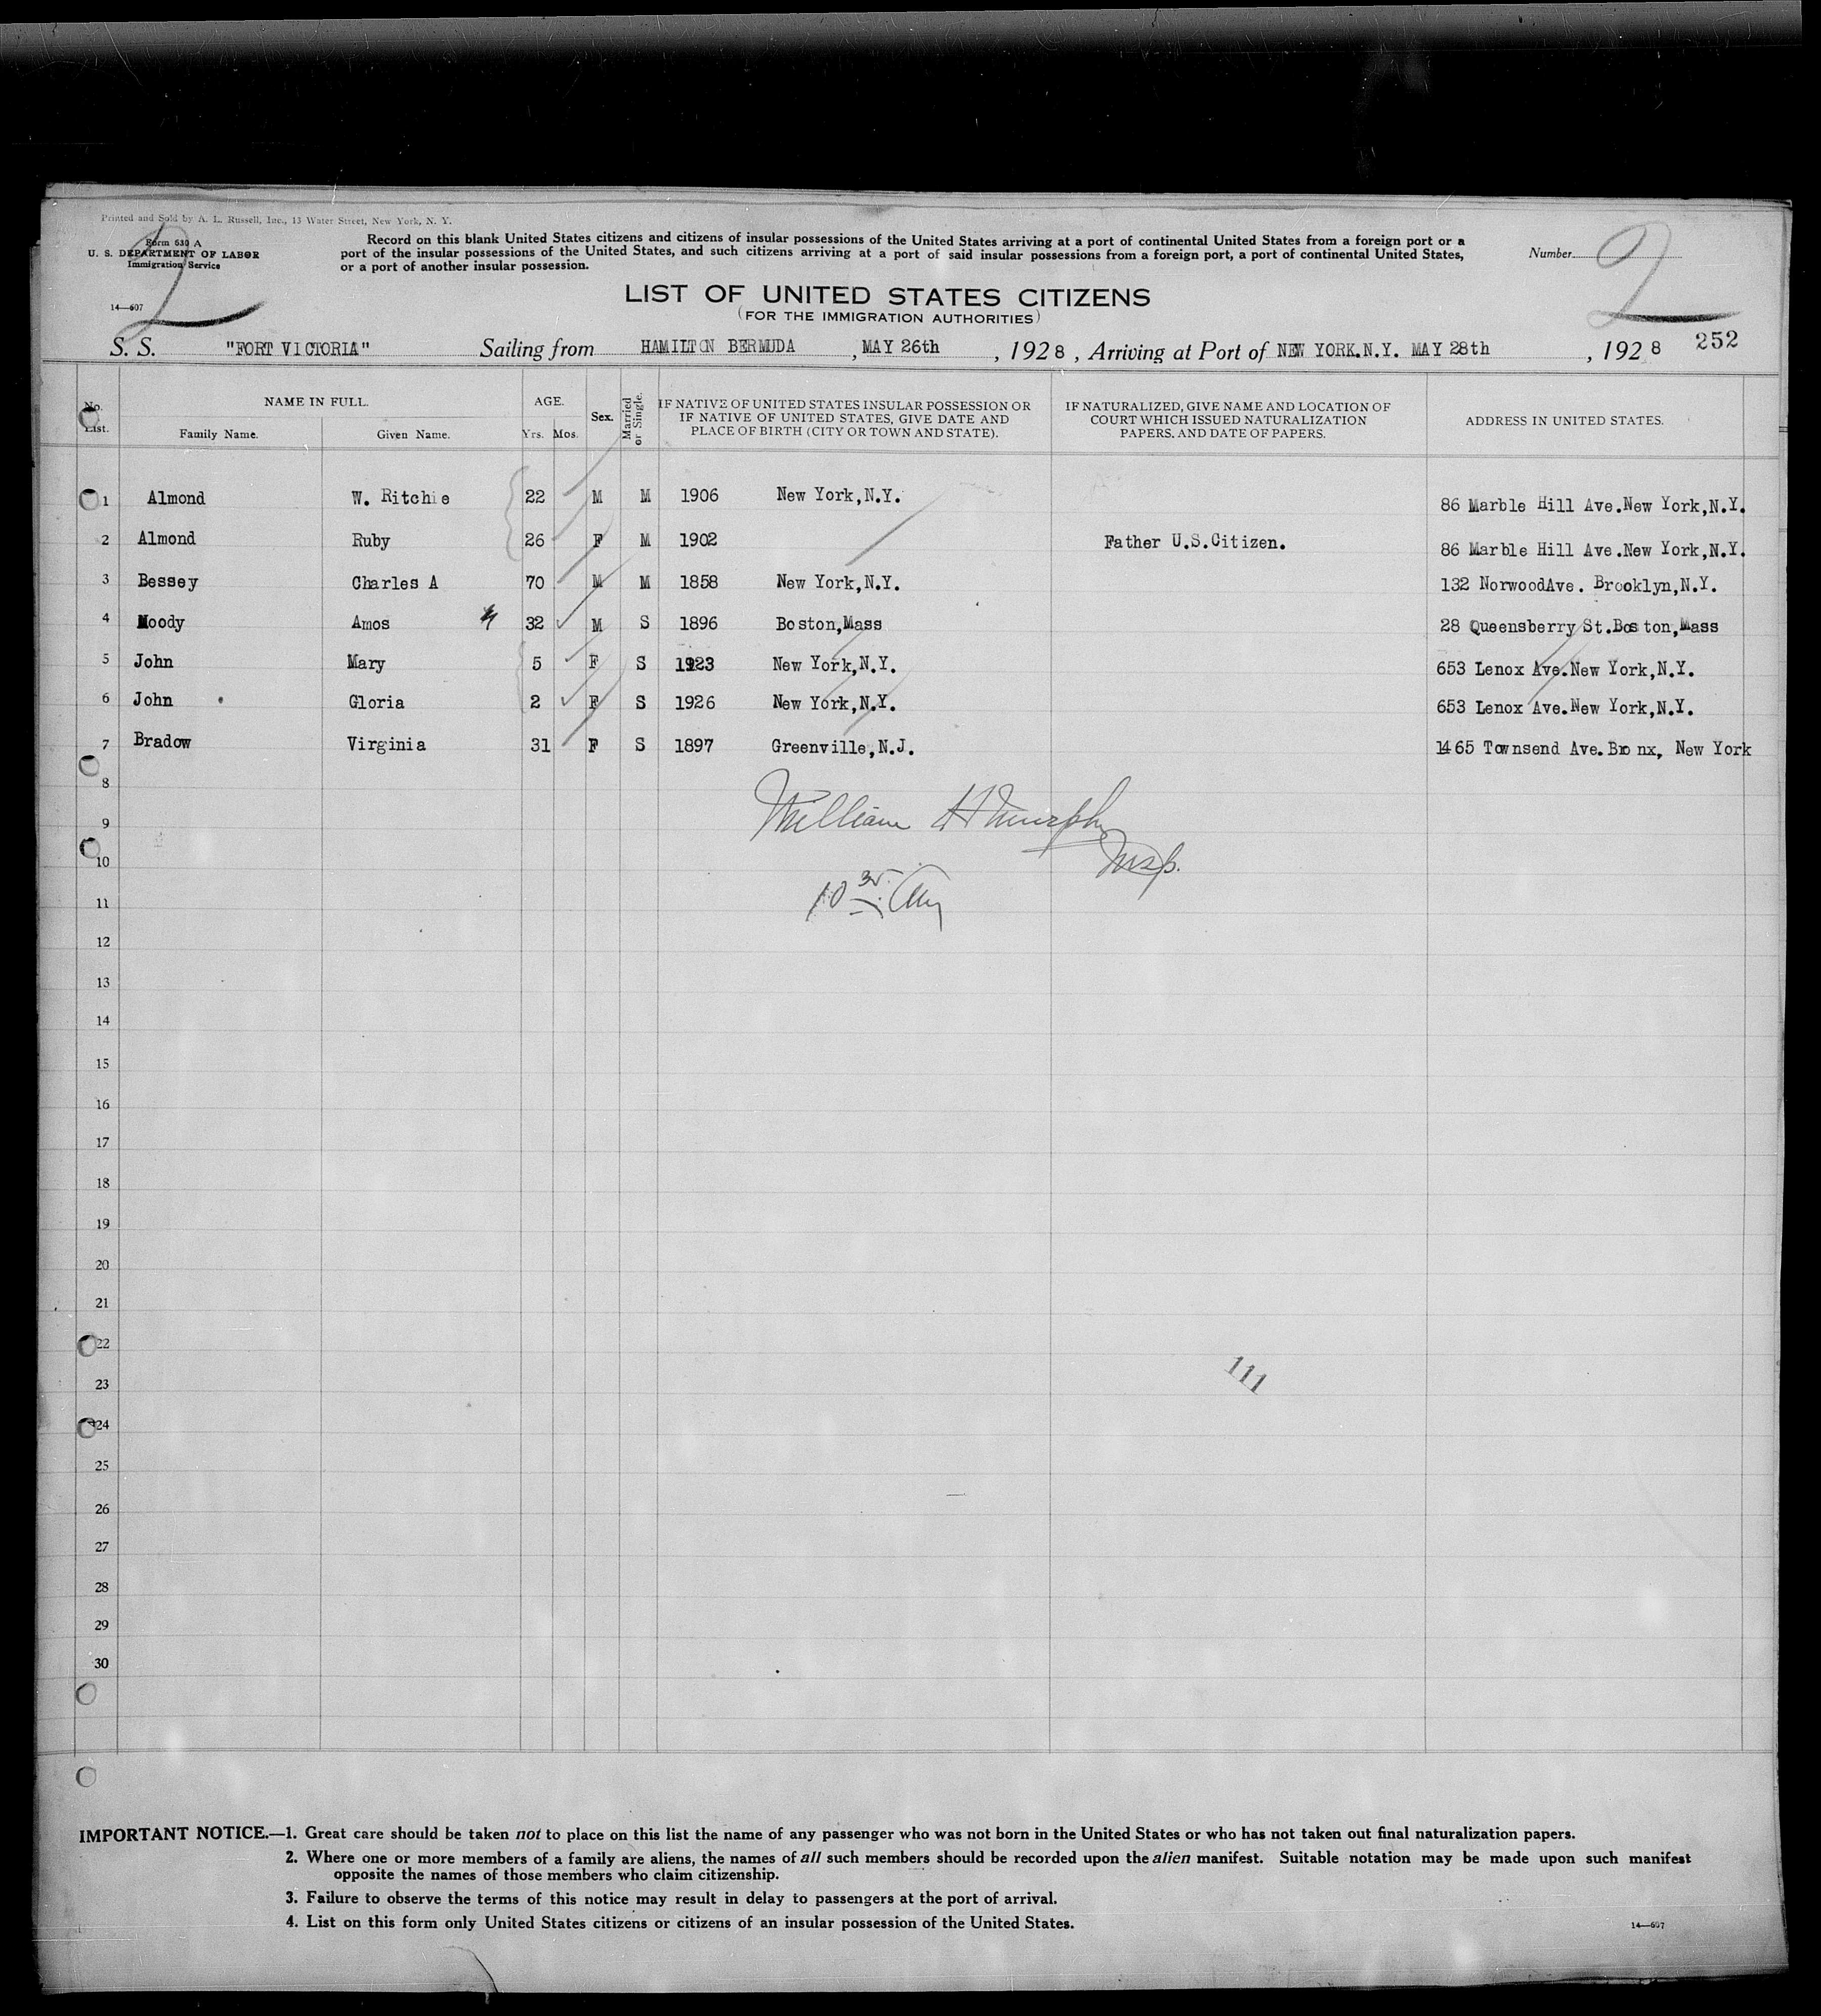 Printed and Sold by A. L. Russell, Inc., 13 Water Street, New York, N. Y.
Form 630 A
U. S. DEPARTMENT OF LABOR
Immigration Service
14—607
2
Record on this blank United States citizens and citizens of insular possessions of the United States arriving at a port of continental United States from a foreign port or a
port of the insular possessions of the United States, and such citizens arriving at a port of said insular possessions from a foreign port, a port of continental United States,
or a port of another insular possession.
Number 2
LIST OF UNITED STATES CITIZENS
(FOR THE IMMIGRATION AUTHORITIES)
S. S. "FORT VICTORIA" Sailing from HAMILTON BERMUDA , MAY 26th , 1928 , Arriving at Port of NEW YORK.N.Y. MAY 28th , 1928 252
No. List. NAME IN FULL. Family Name. Given Name. AGE. Yrs. Mos. Sex. Married or Single. IF NATIVE OF UNITED STATES INSULAR POSSESSION OR IF NATIVE OF UNITED STATES, GIVE DATE AND PLACE OF BIRTH (CITY OR TOWN AND STATE). IF NATURALIZED, GIVE NAME AND LOCATION OF COURT WHICH ISSUED NATURALIZATION PAPERS. AND DATE OF PAPERS. ADDRESS IN UNITED STATES.
1 Almond W. Ritchie 22 M M 1906 New York,N.Y. 86 Marble Hill Ave.New York,N.Y.
2 Almond Ruby 26 F M 1902 Father U.S.Citizen. 86 Marble Hill Ave.New York,N.Y.
3 Bessey Charles A 70 M M 1858 New York,N.Y. 132 NorwoodAve. Brooklyn,N.Y.
4 Moody Amos 32 M S 1896 Boston,Mass 28 Queensberry St.Boston,Mass
5 John Mary 5 F S 1923 New York,N.Y. 653 Lenox Ave.New York,N.Y.
6 John Gloria 2 F S 1926 New York,N.Y. 653 Lenox Ave.New York,N.Y.
7 Bradow Virginia 31 F S 1897 Greenville,N.J. 1465 Townsend Ave.Bronx, New York
8
William H Murphy
9
Insp.
10
10 35 AM
11
12
13
14
15
16
17
18
19
20
21
22
23
111
24
25
26
27
28
29
30
IMPORTANT NOTICE.—1. Great care should be taken not to place on this list the name of any passenger who was not born in the United States or who has not taken out final naturalization papers.
2. Where one or more members of a family are aliens, the names of all such members should be recorded upon the alien manifest. Suitable notation may be made upon such manifest
opposite the names of those members who claim citizenship.
3. Failure to observe the terms of this notice may result in delay to passengers at the port of arrival.
4. List on this form only United States citizens or citizens of an insular possession of the United States.
14—607